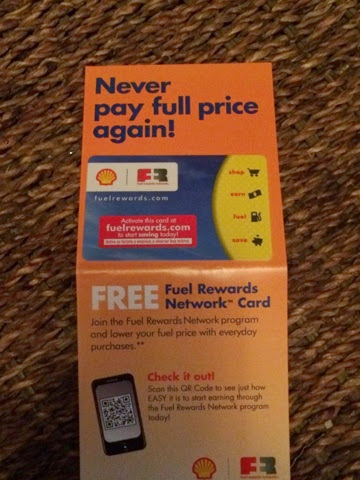 Never
pay full price
again!
FR
fuelrewards.com
Activate this card at
fuelrewards.com
to start saving today!
shop
earn
fuel
save
FREE Fuel Rewards
Network™ Card
Join the Fuel Rewards Network program
and lower your fuel price with everyday
purchases.**
Check it out!
Scan this QR Code to see just how
EASY it is to start earning through
the Fuel Rewards Network program
today!
FR